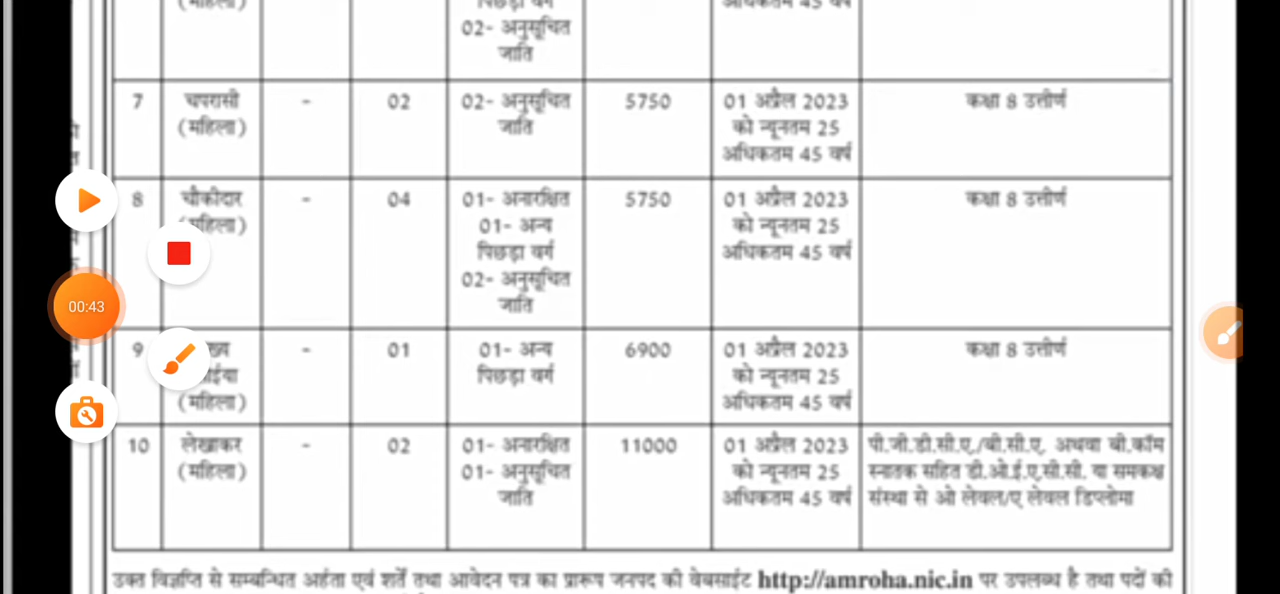 (महिला) पिछड़ा वर्ग अधिकतम 45 वर्ष
02- अनुसूचित
जाति
7 चपरासी - 02 02- अनुसूचित 5750 01 अप्रैल 2023 कक्षा 8 उत्तीर्ण
(महिला) जाति को न्यूनतम 25
अधिकतम 45 वर्ष
8 चौकीदार - 04 01- अनारक्षित 5750 01 अप्रैल 2023 कक्षा 8 उत्तीर्ण
महिला) 01- अन्य को न्यूनतम 25
पिछड़ा वर्ग अधिकतम 45 वर्ष
02- अनुसूचित
जाति
00:43
9 - 01 01- अन्य 6900 01 अप्रैल 2023 कक्षा 8 उत्तीर्ण
पिछड़ा वर्ग को न्यूनतम 25
(महिला) अधिकतम 45 वर्ष
10 लेखाकर - 02 01- अनारक्षित 11000 01 अप्रैल 2023 पी.जी.डी.सी.ए./बी.सी.ए. अथवा बी.कॉम
(महिला) 01- अनुसूचित को न्यूनतम 25 स्नातक सहित डी.ओ.ई.ए.सी.सी. या समकक्ष
जाति अधिकतम 45 वर्ष संस्था से ओ लेवल/ए लेवल डिप्लोमा
उक्त विज्ञप्ति से सम्बन्धित अर्हता एवं शर्तें तथा आवेदन पत्र का प्रारूप जनपद की वेबसाईट http://amroha.nic.in पर उपलब्ध है तथा पदों की